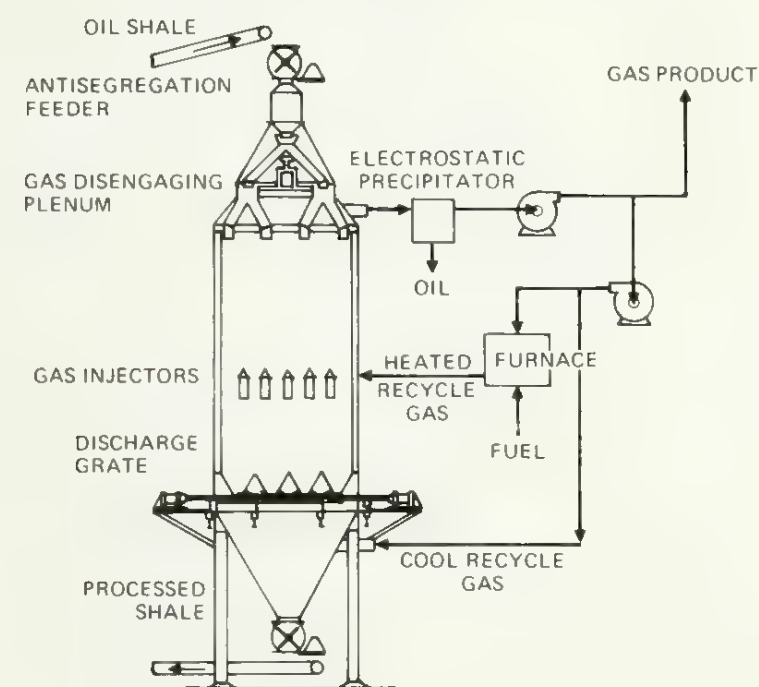 OIL SHALE
ANTISEGREGATION
FEEDER
GAS PRODUCT
GAS DISENGAGING
PLENUM
ELECTROSTATIC
PRECIPITATOR
OIL
GAS INJECTORS
HEATED
RECYCLE
GAS
FURNACE
FUEL
DISCHARGE
GRATE
COOL RECYCLE
GAS
PROCESSED
SHALE